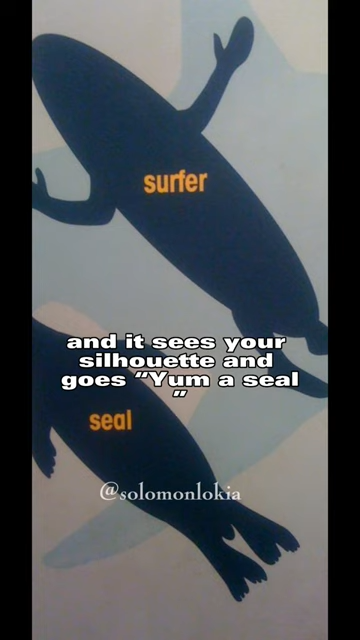 surfer
and it sees your
silhouette and
goes “Yum a seal
”
seal
@solomonlokia